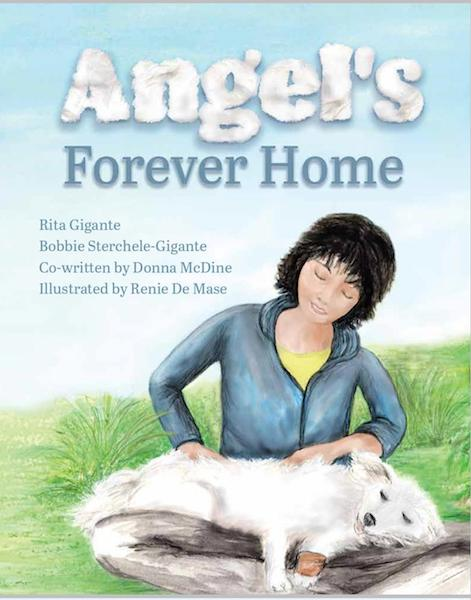 Angel's
Forever Home
Rita Gigante
Bobbie Sterchele-Gigante
Co-written by Donna McDine
Illustrated by Renie De Mase